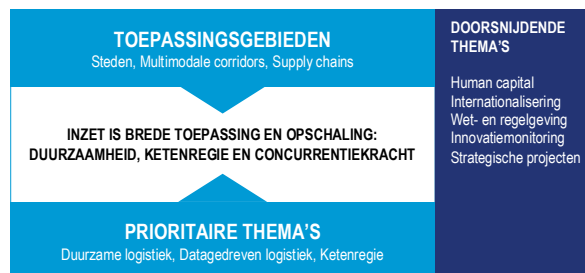 TOEPASSINGSGEBIEDEN
Steden, Multimodale corridors, Supply chains
INZET IS BREDE TOEPASSING EN OPSCHALING:
DUURZAAMHEID, KETENREGIE EN CONCURRENTIEKRACHT
PRIORITAIRE THEMA'S
Duurzame logistiek, Datagedreven logistiek, Ketenregie
DOORSNIJDENDE
THEMA'S
Human capital
Internationalisering
Wet- en regelgeving
Innovatiemonitoring
Strategische projecten